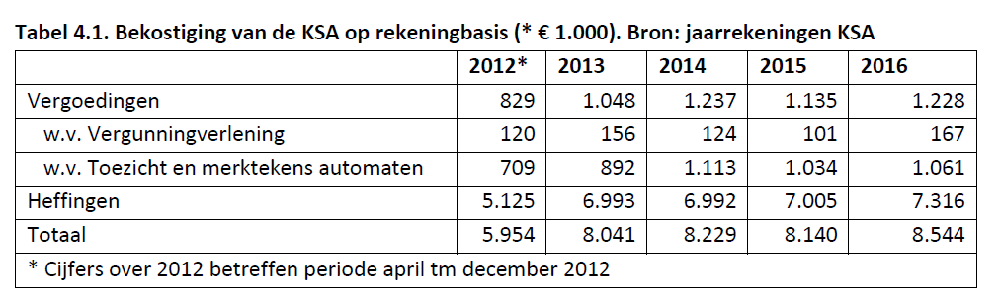 Tabel 4.1. Bekostiging van de KSA op rekeningbasis (* € 1.000). Bron: jaarrekeningen KSA
2012* 2013 2014 2015 2016
Vergoedingen 829 1.048 1.237 1.135 1.228
w.v. Vergunningverlening 120 156 124 101 167
w.v. Toezicht en merktekens automaten 709 892 1.113 1.034 1.061
Heffingen 5.125 6.993 6.992 7.005 7.316
Totaal 5.954 8.041 8.229 8.140 8.544
* Cijfers over 2012 betreffen periode april tm december 2012